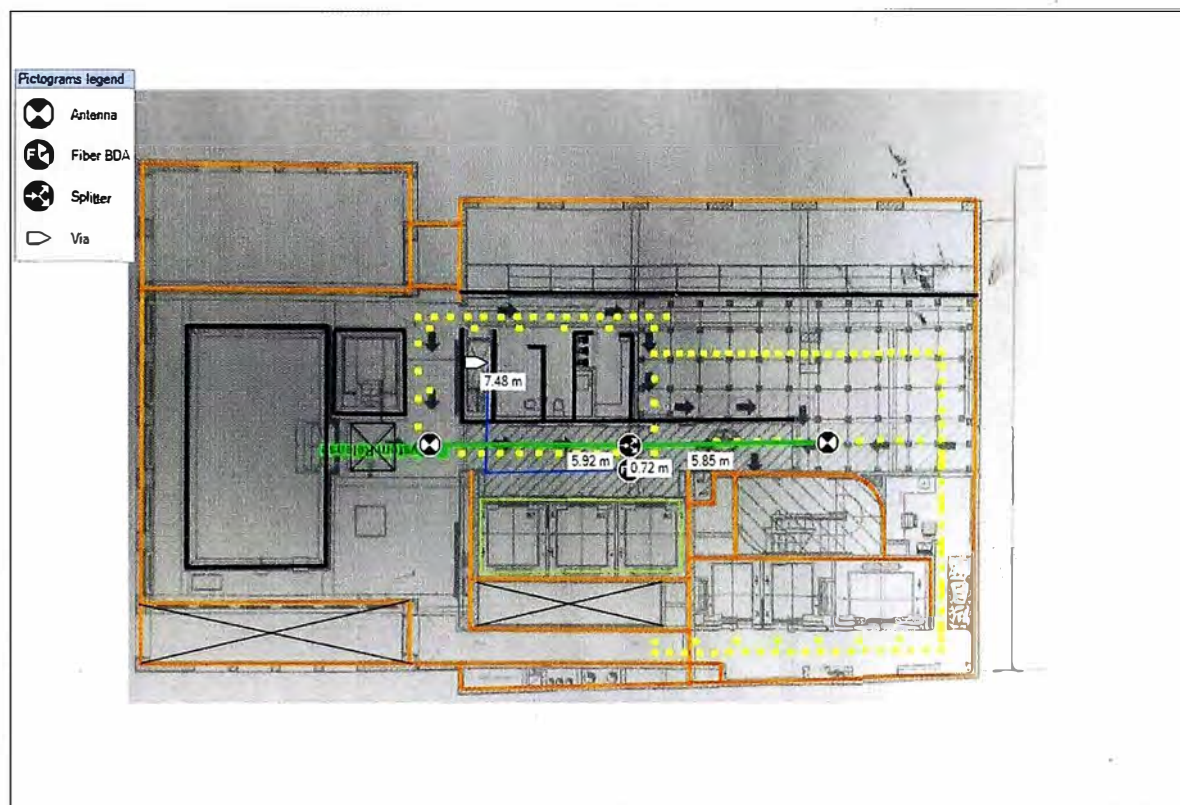 Pictograms legend
Antenna
Fiber BDA
Splitter
Via
7.48 m
5.92 m
0.72 m
5.85 m